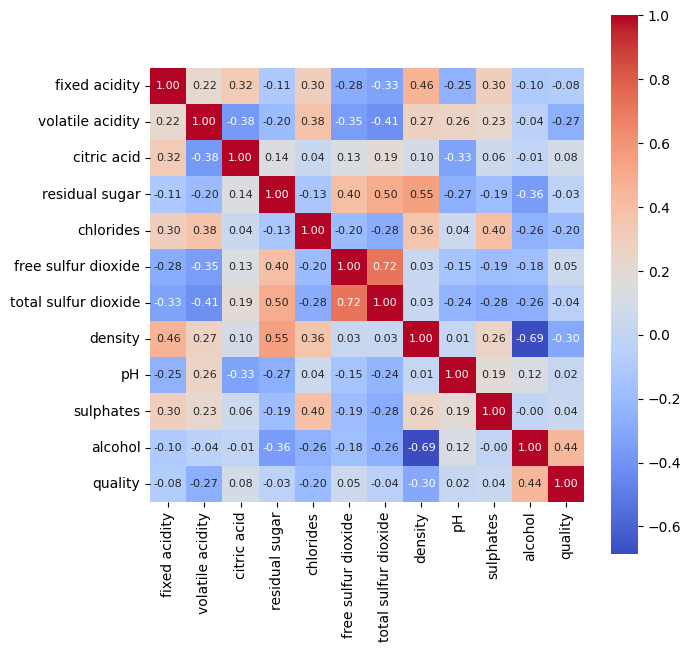 fixed acidity 1.00 0.22 0.32 -0.11 0.30 -0.28 -0.33 0.46 -0.25 0.30 -0.10 -0.08
volatile acidity 0.22 1.00 -0.38 -0.20 0.38 -0.35 -0.41 0.27 0.26 0.23 -0.04 -0.27
citric acid 0.32 -0.38 1.00 0.14 0.04 0.13 0.19 0.10 -0.33 0.06 -0.01 0.08
residual sugar -0.11 -0.20 0.14 1.00 -0.13 0.40 0.50 0.55 -0.27 -0.19 -0.36 -0.03
chlorides 0.30 0.38 0.04 -0.13 1.00 -0.20 -0.28 0.36 0.04 0.40 -0.26 -0.20
free sulfur dioxide -0.28 -0.35 0.13 0.40 -0.20 1.00 0.72 0.03 -0.15 -0.19 -0.18 0.05
total sulfur dioxide -0.33 -0.41 0.19 0.50 -0.28 0.72 1.00 0.03 -0.24 -0.28 -0.26 -0.04
density 0.46 0.27 0.10 0.55 0.36 0.03 0.03 1.00 0.01 0.26 -0.69 -0.30
pH -0.25 0.26 -0.33 -0.27 0.04 -0.15 -0.24 0.01 1.00 0.19 0.12 0.02
sulphates 0.30 0.23 0.06 -0.19 0.40 -0.19 -0.28 0.26 0.19 1.00 -0.00 0.04
alcohol -0.10 -0.04 -0.01 -0.36 -0.26 -0.18 -0.26 -0.69 0.12 -0.00 1.00 0.44
quality -0.08 -0.27 0.08 -0.03 -0.20 0.05 -0.04 -0.30 0.02 0.04 0.44 1.00
fixed acidity
volatile acidity
citric acid
residual sugar
chlorides
free sulfur dioxide
total sulfur dioxide
density
pH
sulphates
alcohol
quality
1.0
0.8
0.6
0.4
0.2
0.0
−0.2
−0.4
−0.6